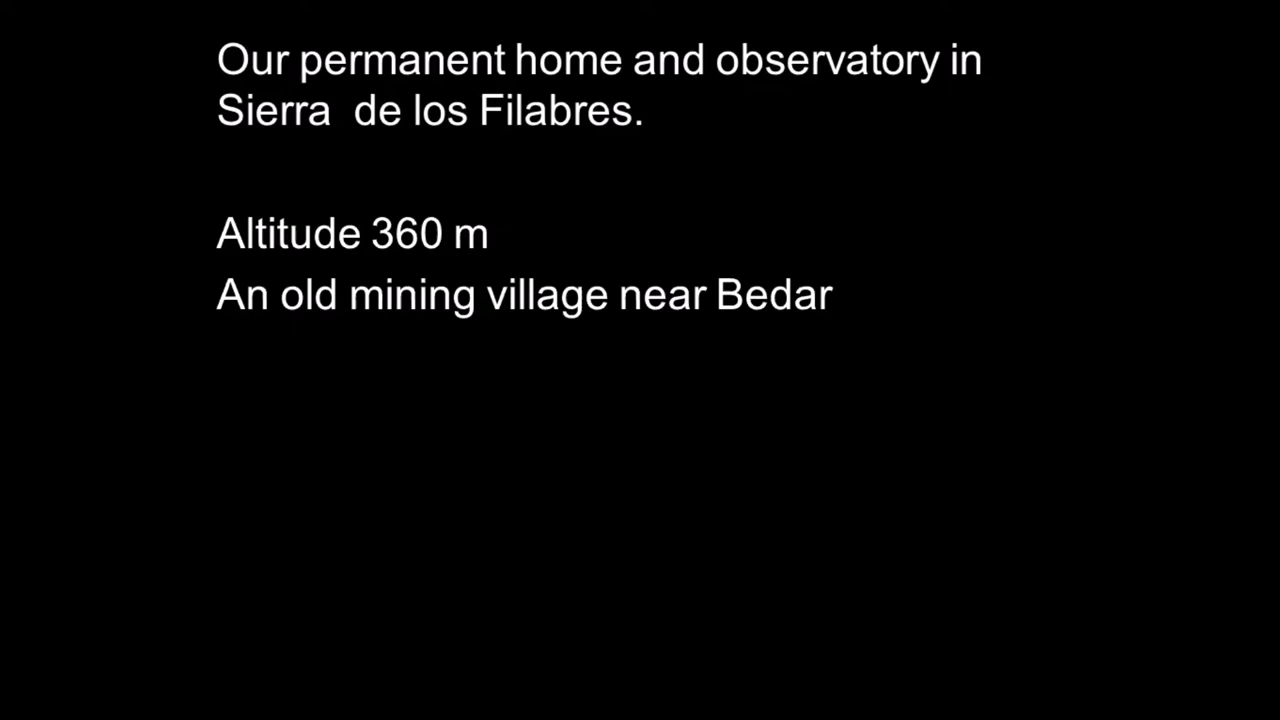 Our permanent home and observatory in
Sierra  de los Filabres.
Altitude 360 m
An old mining village near Bedar